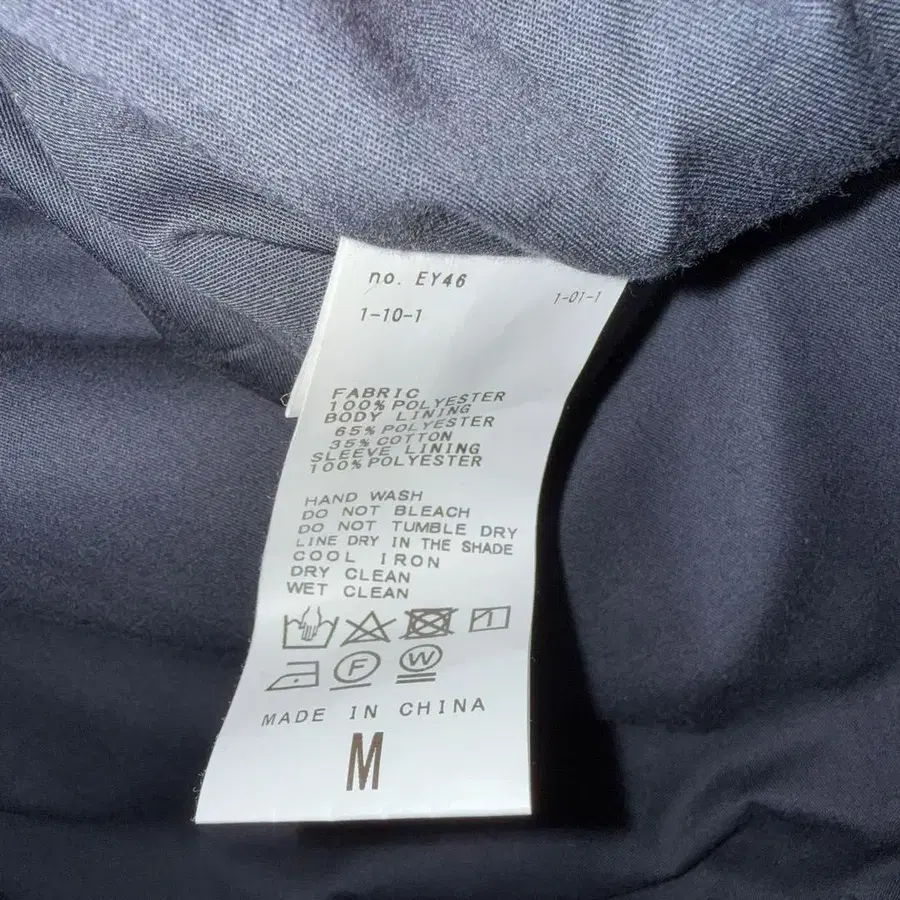 no. EY46
1-01-1
1-10-1
FABRIC
100% POLYESTER
BODY LINING
65% POLYESTER
35% COTTON
SLEEVE LINING
100% POLYESTER
HAND WASH
DO NOT BLEACH
DO NOT TUMBLE DRY
LINE DRY IN THE SHADE
COOL IRON
DRY CLEAN
WET CLEAN
F W
MADE IN CHINA
M